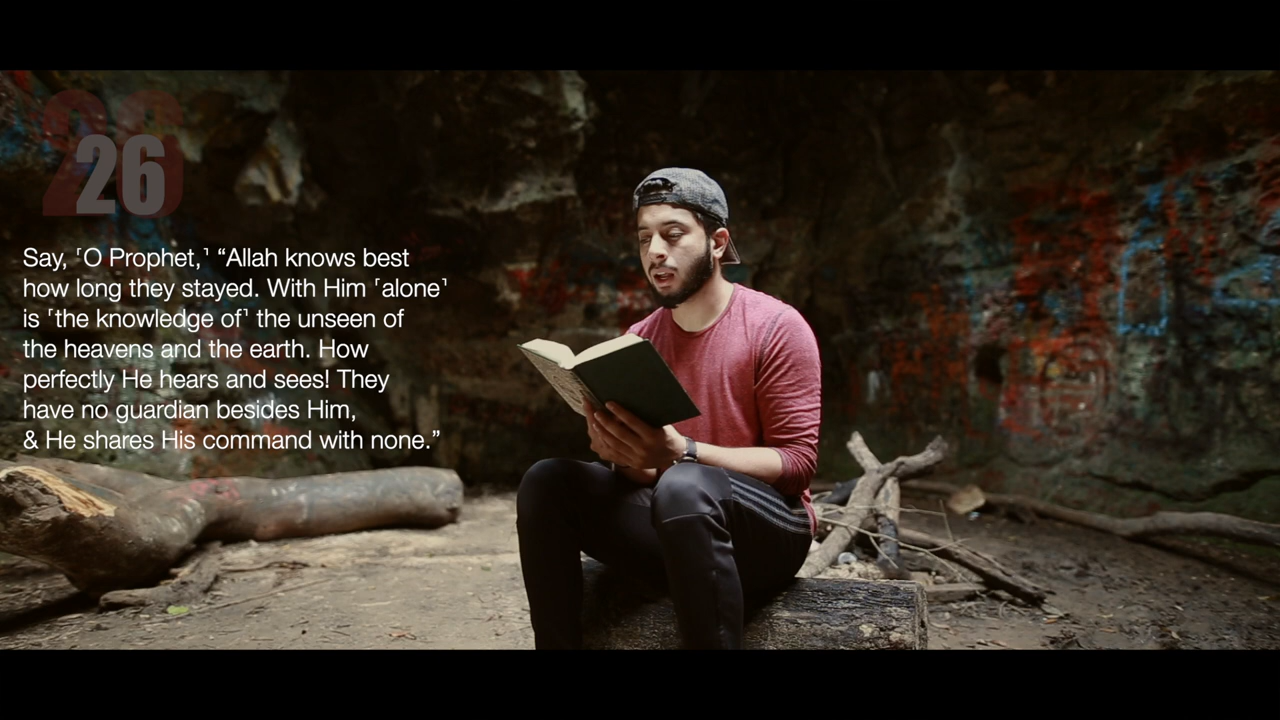 26
Say, ⸢O Prophet,⸣ “Allah knows best
how long they stayed. With Him ⸢alone⸣
is ⸢the knowledge of⸣ the unseen of
the heavens and the earth. How
perfectly He hears and sees! They
have no guardian besides Him,
& He shares His command with none.”